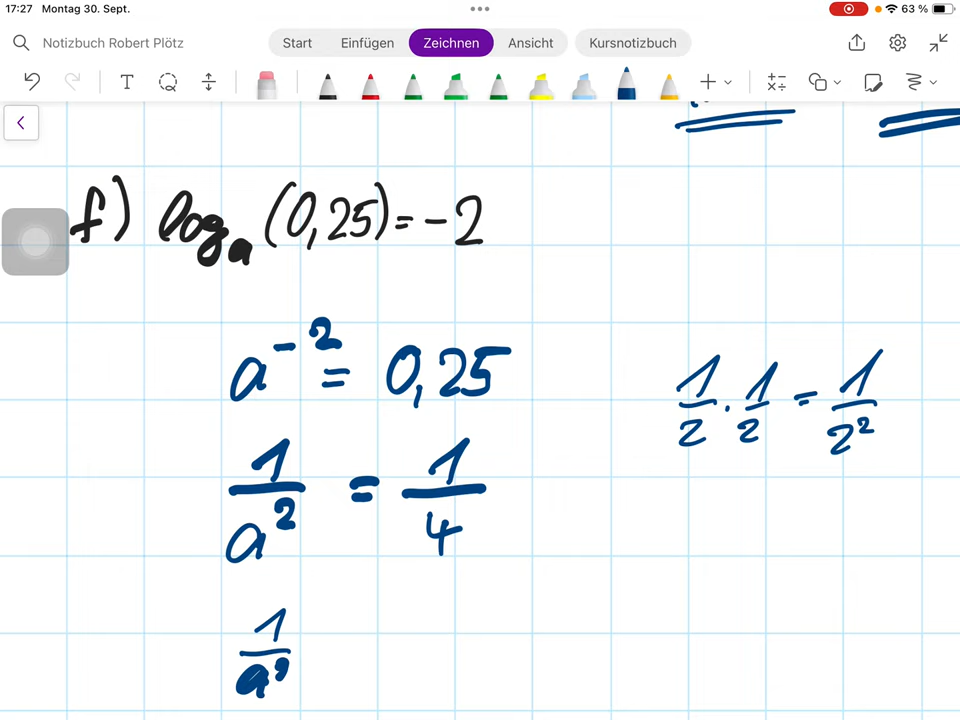 17:27 Montag 30. Sept. 63 %
Notizbuch Robert Plötz Start Einfügen Zeichnen Ansicht Kursnotizbuch
f) log_a (0,25) = -2
a^-2 = 0,25
1/2 · 1/2 = 1/2^2
1/a^2 = 1/4